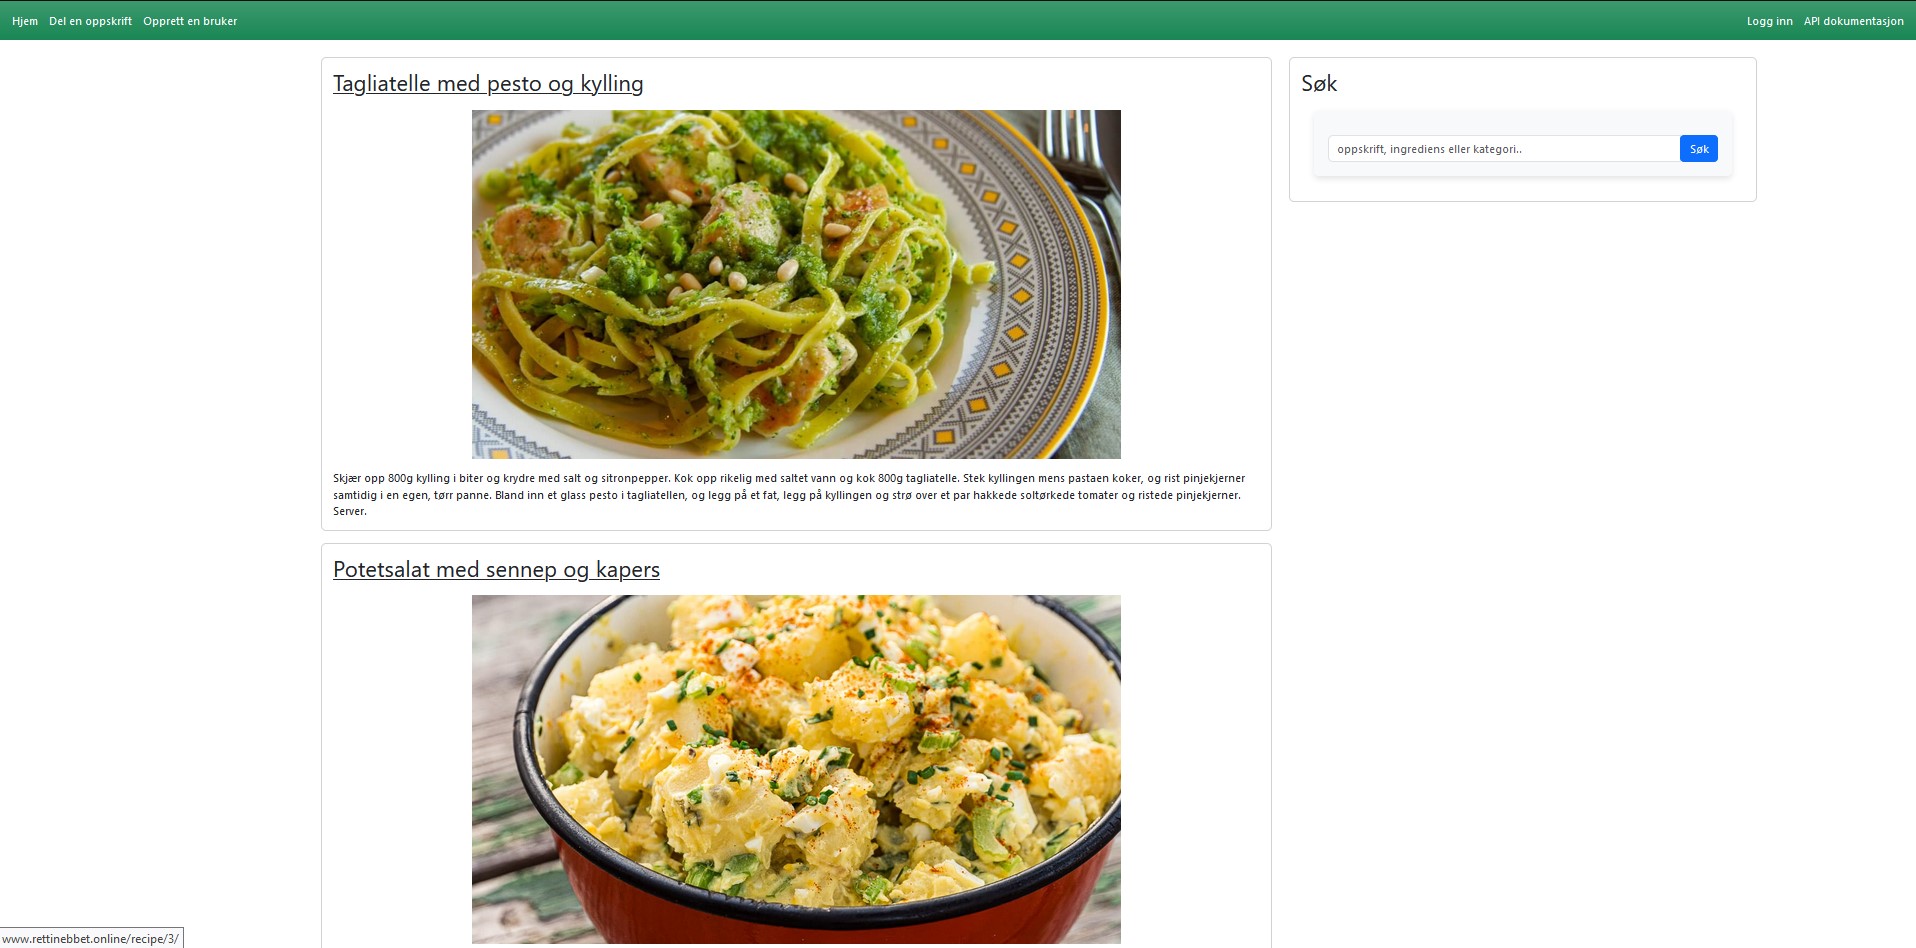 Hjem Del en oppskrift Opprett en bruker Logg inn API dokumentasjon
Tagliatelle med pesto og kylling
Skjær opp 800g kylling i biter og krydre med salt og sitronpepper. Kok opp rikelig med saltet vann og kok 800g tagliatelle. Stek kyllingen mens pastaen koker, og rist pinjekjerner
samtidig i en egen, tørr panne. Bland inn et glass pesto i tagliatellen, og legg på et fat, legg på kyllingen og strø over et par hakkede soltørkede tomater og ristede pinjekjerner.
Server.
Potetsalat med sennep og kapers
Søk
oppskrift, ingrediens eller kategori..
Søk
www.rettinebbet.online/recipe/3/